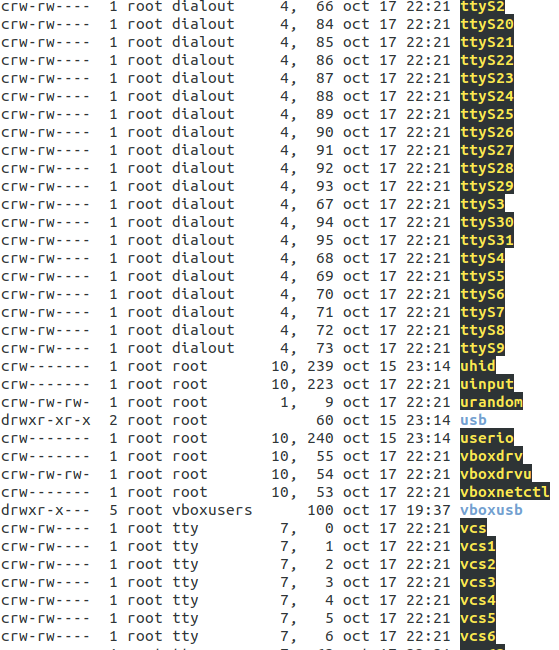 crw-rw---- 1 root dialout 4, 66 oct 17 22:21 ttyS2
crw-rw---- 1 root dialout 4, 84 oct 17 22:21 ttyS20
crw-rw---- 1 root dialout 4, 85 oct 17 22:21 ttyS21
crw-rw---- 1 root dialout 4, 86 oct 17 22:21 ttyS22
crw-rw---- 1 root dialout 4, 87 oct 17 22:21 ttyS23
crw-rw---- 1 root dialout 4, 88 oct 17 22:21 ttyS24
crw-rw---- 1 root dialout 4, 89 oct 17 22:21 ttyS25
crw-rw---- 1 root dialout 4, 90 oct 17 22:21 ttyS26
crw-rw---- 1 root dialout 4, 91 oct 17 22:21 ttyS27
crw-rw---- 1 root dialout 4, 92 oct 17 22:21 ttyS28
crw-rw---- 1 root dialout 4, 93 oct 17 22:21 ttyS29
crw-rw---- 1 root dialout 4, 67 oct 17 22:21 ttyS3
crw-rw---- 1 root dialout 4, 94 oct 17 22:21 ttyS30
crw-rw---- 1 root dialout 4, 95 oct 17 22:21 ttyS31
crw-rw---- 1 root dialout 4, 68 oct 17 22:21 ttyS4
crw-rw---- 1 root dialout 4, 69 oct 17 22:21 ttyS5
crw-rw---- 1 root dialout 4, 70 oct 17 22:21 ttyS6
crw-rw---- 1 root dialout 4, 71 oct 17 22:21 ttyS7
crw-rw---- 1 root dialout 4, 72 oct 17 22:21 ttyS8
crw-rw---- 1 root dialout 4, 73 oct 17 22:21 ttyS9
crw------- 1 root root 10, 239 oct 15 23:14 uhid
crw------- 1 root root 10, 223 oct 17 22:21 uinput
crw-rw-rw- 1 root root 1, 9 oct 17 22:21 urandom
drwxr-xr-x 2 root root 60 oct 15 23:14 usb
crw------- 1 root root 10, 240 oct 15 23:14 userio
crw------- 1 root root 10, 55 oct 17 22:21 vboxdrv
crw-rw-rw- 1 root root 10, 54 oct 17 22:21 vboxdrvu
crw------- 1 root root 10, 53 oct 17 22:21 vboxnetctl
drwxr-x--- 5 root vboxusers 100 oct 17 19:37 vboxusb
crw-rw---- 1 root tty 7, 0 oct 17 22:21 vcs
crw-rw---- 1 root tty 7, 1 oct 17 22:21 vcs1
crw-rw---- 1 root tty 7, 2 oct 17 22:21 vcs2
crw-rw---- 1 root tty 7, 3 oct 17 22:21 vcs3
crw-rw---- 1 root tty 7, 4 oct 17 22:21 vcs4
crw-rw---- 1 root tty 7, 5 oct 17 22:21 vcs5
crw-rw---- 1 root tty 7, 6 oct 17 22:21 vcs6